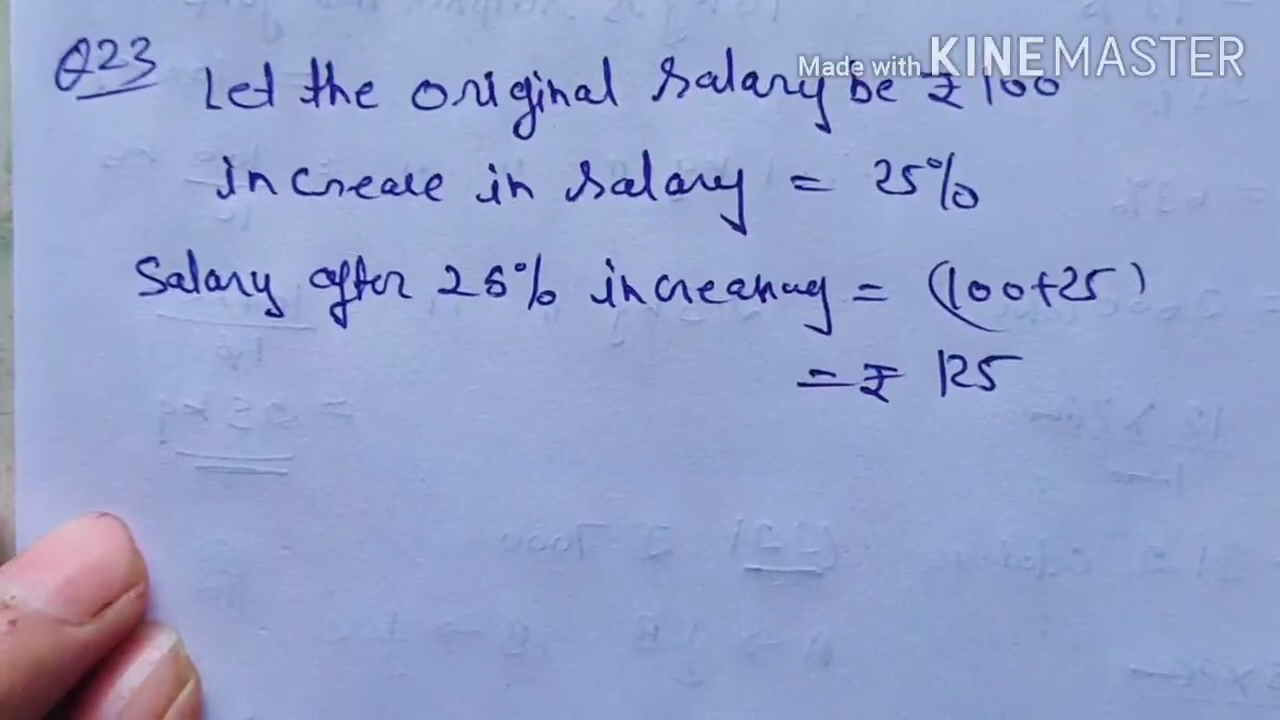 Made with KINEMASTER
Q23 Let the original salary be ₹ 100
increase in salary = 25%
Salary after 25% increasing = (100+25)
= ₹ 125